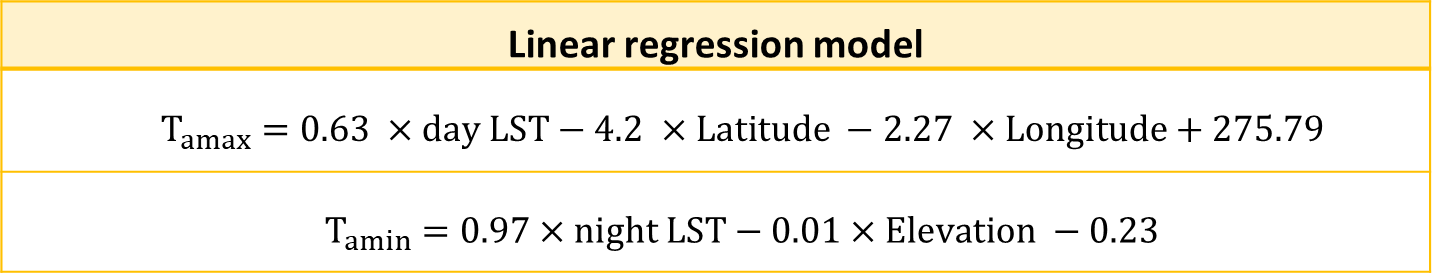 Linear regression model
T_amax = 0.63 × day LST − 4.2 × Latitude − 2.27 × Longitude + 275.79
T_amin = 0.97 × night LST − 0.01 × Elevation − 0.23